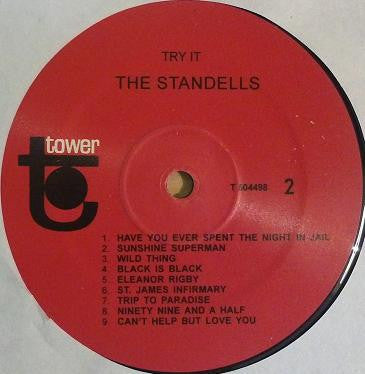 TRY IT
THE STANDELLS
tower
T 504498 2
1. HAVE YOU EVER SPENT THE NIGHT IN JAIL
2. SUNSHINE SUPERMAN
3. WILD THING
4. BLACK IS BLACK
5. ELEANOR RIGBY
6. ST. JAMES INFIRMARY
7. TRIP TO PARADISE
8. NINETY NINE AND A HALF
9. CAN'T HELP BUT LOVE YOU